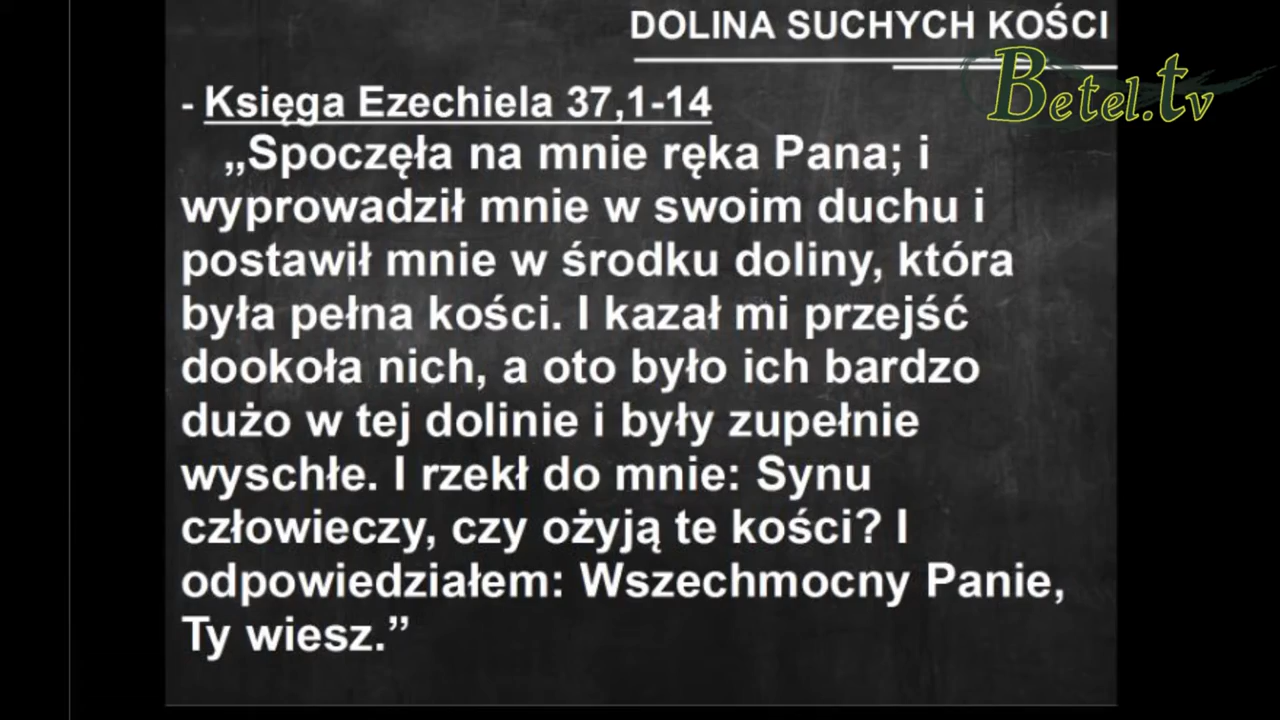 DOLINA SUCHYCH KOŚCI
Betel.tv
- Księga Ezechiela 37,1-14
„Spoczęła na mnie ręka Pana; i
wyprowadził mnie w swoim duchu i
postawił mnie w środku doliny, która
była pełna kości. I kazał mi przejść
dookoła nich, a oto było ich bardzo
dużo w tej dolinie i były zupełnie
wyschłe. I rzekł do mnie: Synu
człowieczy, czy ożyją te kości? I
odpowiedziałem: Wszechmocny Panie,
Ty wiesz.”